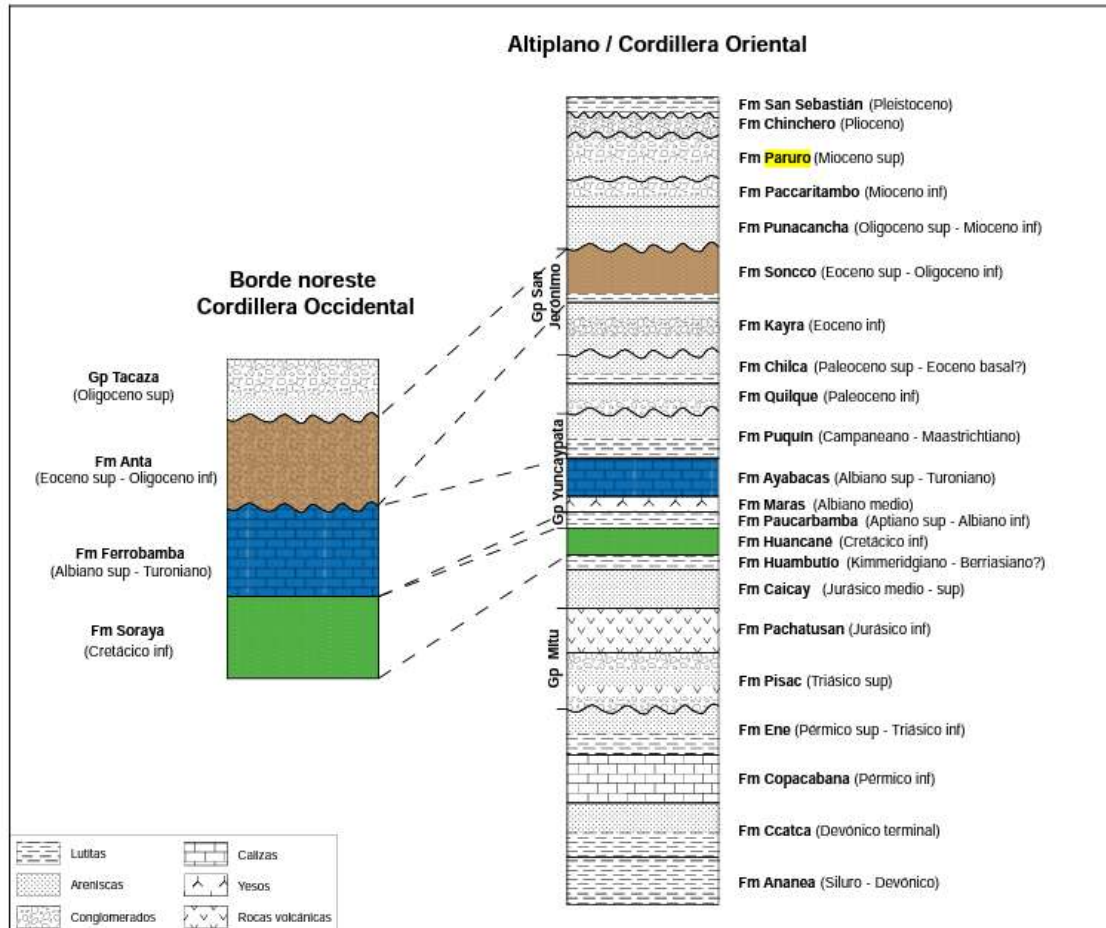 Altiplano / Cordillera Oriental
Fm San Sebastián (Pleistoceno)
Fm Chinchero (Plioceno)
Fm Paruro (Mioceno sup)
Fm Paccaritambo (Mioceno inf)
Fm Punacancha (Oligoceno sup - Mioceno inf)
Fm Soncco (Eoceno sup - Oligoceno inf)
Fm Kayra (Eoceno inf)
Fm Chilca (Paleoceno sup - Eoceno basal?)
Fm Quilque (Paleoceno inf)
Fm Puquín (Campaneano - Maastrichtiano)
Fm Ayabacas (Albiano sup - Turoniano)
Fm Maras (Albiano medio)
Fm Paucarbamba (Aptiano sup - Albiano inf)
Fm Huancané (Cretácico inf)
Fm Huambutío (Kimmeridgiano - Berriasiano?)
Fm Caicay (Jurásico medio - sup)
Fm Pachatusan (Jurásico inf)
Fm Pisac (Triásico sup)
Fm Ene (Pérmico sup - Triásico inf)
Fm Copacabana (Pérmico inf)
Fm Ccatca (Devónico terminal)
Fm Ananea (Siluro - Devónico)
Gp San
Jerónimo
Gp Yuncaypata
Gp Mitu
Borde noreste
Cordillera Occidental
Gp Tacaza
(Oligoceno sup)
Fm Anta
(Eoceno sup - Oligoceno inf)
Fm Ferrobamba
(Albiano sup - Turoniano)
Fm Soraya
(Cretácico inf)
Lutitas
Calizas
Areniscas
Yesos
Conglomerados
Rocas volcánicas